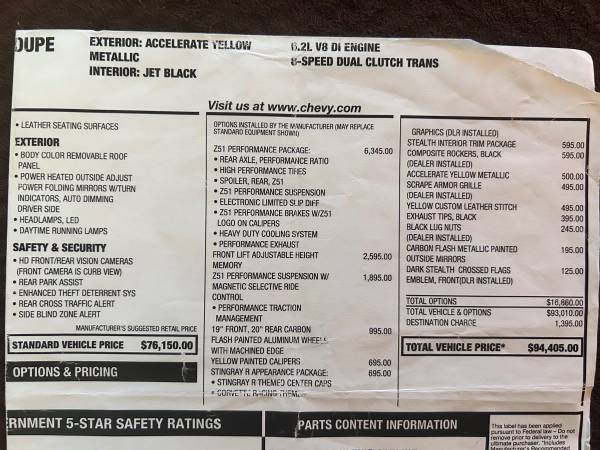 OUPE
EXTERIOR: ACCELERATE YELLOW
METALLIC
INTERIOR: JET BLACK
6.2L V8 DI ENGINE
8-SPEED DUAL CLUTCH TRANS
Visit us at www.chevy.com
• LEATHER SEATING SURFACES
EXTERIOR
• BODY COLOR REMOVABLE ROOF
PANEL
• POWER HEATED OUTSIDE ADJUST
POWER FOLDING MIRRORS W/TURN
INDICATORS, AUTO DIMMING
DRIVER SIDE
• HEADLAMPS, LED
• DAYTIME RUNNING LAMPS
SAFETY & SECURITY
• HD FRONT/REAR VISION CAMERAS
(FRONT CAMERA IS CURB VIEW)
• REAR PARK ASSIST
• ENHANCED THEFT DETERRENT SYS
• REAR CROSS TRAFFIC ALERT
• SIDE BLIND ZONE ALERT
MANUFACTURER'S SUGGESTED RETAIL PRICE
STANDARD VEHICLE PRICE $76,150.00
OPTIONS & PRICING
OPTIONS INSTALLED BY THE MANUFACTURER (MAY REPLACE
STANDARD EQUIPMENT SHOWN)
Z51 PERFORMANCE PACKAGE: 6,345.00
• REAR AXLE, PERFORMANCE RATIO
• HIGH PERFORMANCE TIRES
• SPOILER, REAR, Z51
• Z51 PERFORMANCE SUSPENSION
• ELECTRONIC LIMITED SLIP DIFF
• Z51 PERFORMANCE BRAKES W/Z51
LOGO ON CALIPERS
• HEAVY DUTY COOLING SYSTEM
• PERFORMANCE EXHAUST
FRONT LIFT ADJUSTABLE HEIGHT 2,595.00
MEMORY
Z51 PERFORMANCE SUSPENSION W/ 1,895.00
MAGNETIC SELECTIVE RIDE
CONTROL
• PERFORMANCE TRACTION
MANAGEMENT
19" FRONT, 20" REAR CARBON 995.00
FLASH PAINTED ALUMINUM WHEELS
WITH MACHINED EDGE
YELLOW PAINTED CALIPERS 695.00
STINGRAY R APPEARANCE PACKAGE: 695.00
• STINGRAY R THEMED CENTER CAPS
• CORVETTE RACING THEMED
GRAPHICS (DLR INSTALLED)
STEALTH INTERIOR TRIM PACKAGE 595.00
COMPOSITE ROCKERS, BLACK 595.00
(DEALER INSTALLED)
ACCELERATE YELLOW METALLIC 500.00
SCRAPE ARMOR GRILLE 495.00
(DEALER INSTALLED)
YELLOW CUSTOM LEATHER STITCH 495.00
EXHAUST TIPS, BLACK 395.00
BLACK LUG NUTS 245.00
(DEALER INSTALLED)
CARBON FLASH METALLIC PAINTED 195.00
OUTSIDE MIRRORS
DARK STEALTH CROSSED FLAGS 125.00
EMBLEM, FRONT(DLR INSTALLED)
TOTAL OPTIONS $16,860.00
TOTAL VEHICLE & OPTIONS $93,010.00
DESTINATION CHARGE 1,395.00
TOTAL VEHICLE PRICE* $94,405.00
ERNMENT 5-STAR SAFETY RATINGS
PARTS CONTENT INFORMATION
This label has been applied
pursuant to Federal law – Do not
remove prior to delivery to the
ultimate purchaser. *Includes